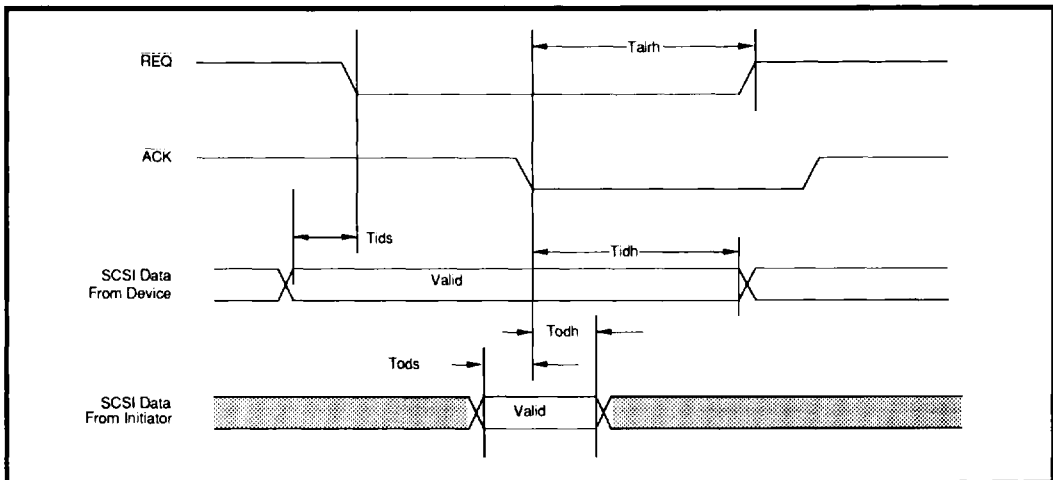 REQ
Tairh
ACK
Tids
Tidh
SCSI Data
From Device
Valid
Todh
Tods
SCSI Data
From Initiator
Valid